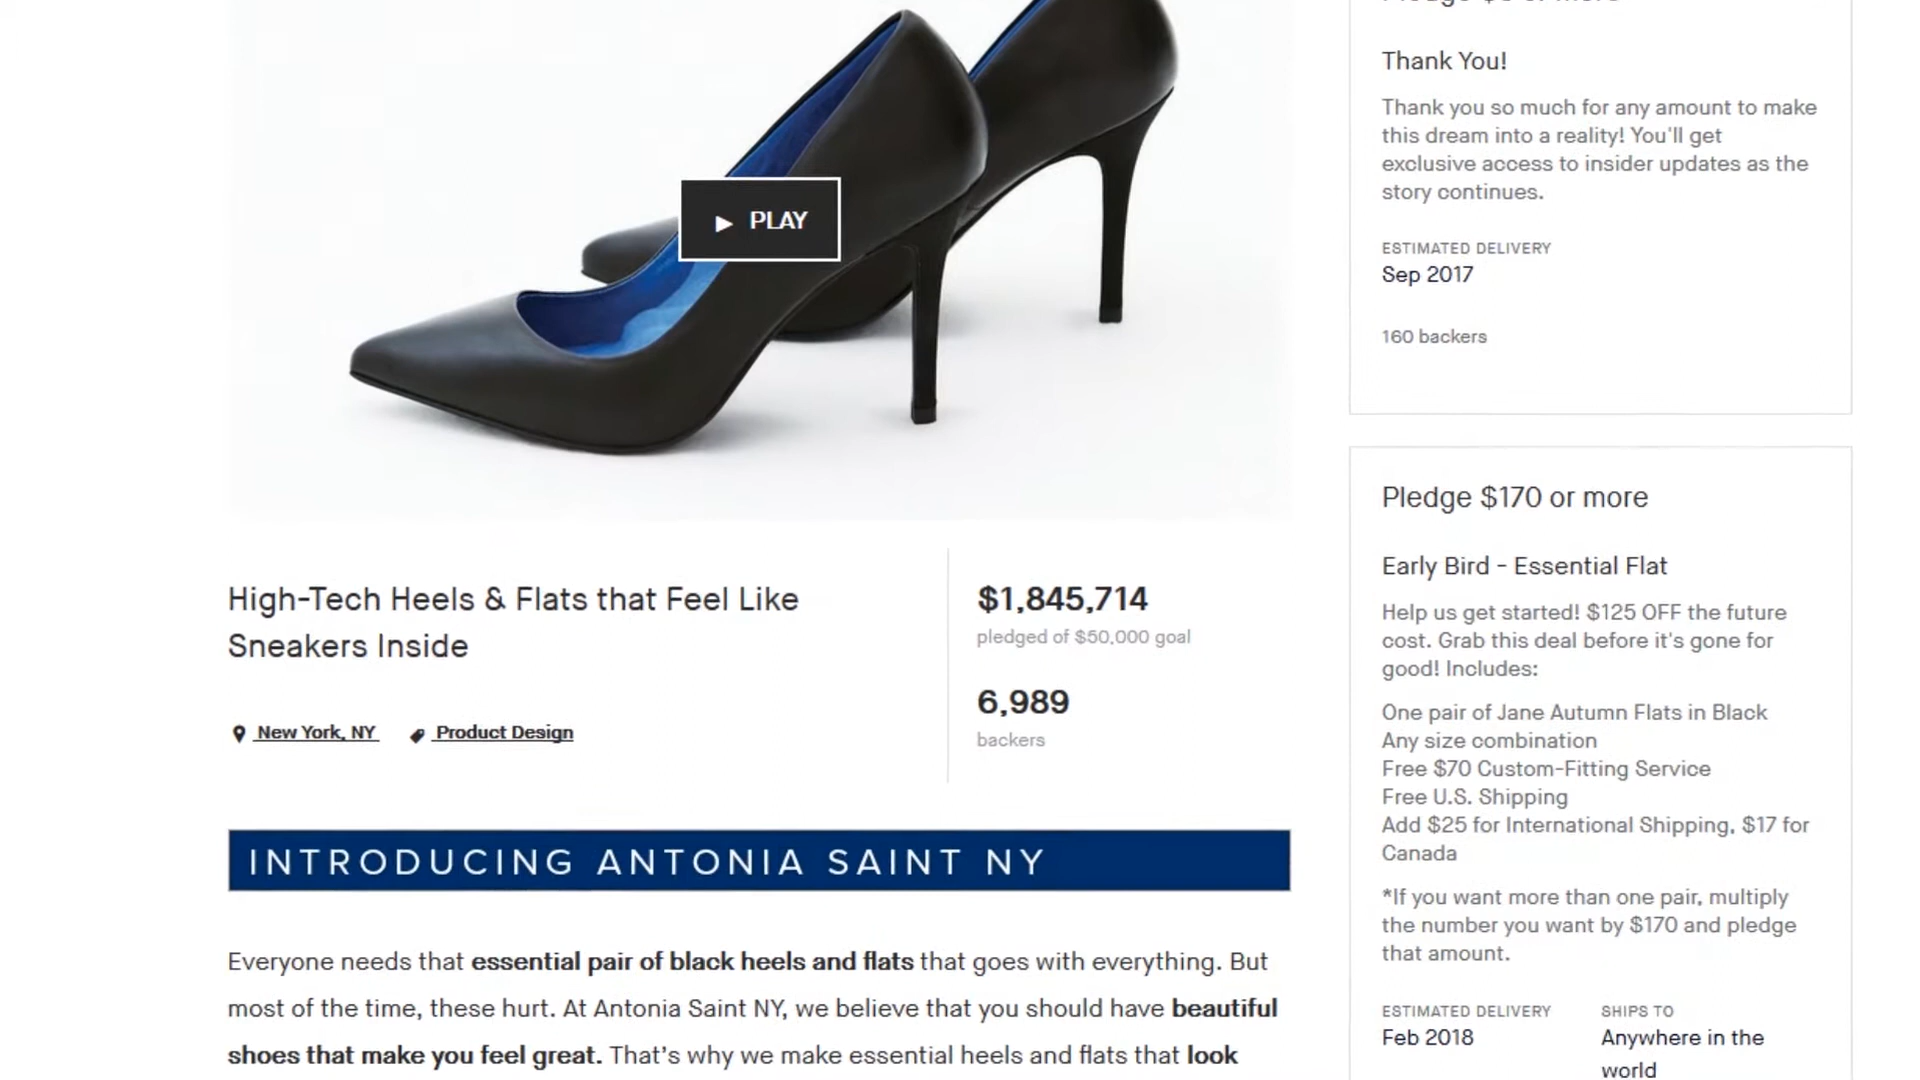 PLAY
High-Tech Heels & Flats that Feel Like
Sneakers Inside
New York, NY
Product Design
$1,845,714
pledged of $50,000 goal
6,989
backers
INTRODUCING ANTONIA SAINT NY
Everyone needs that essential pair of black heels and flats that goes with everything. But
most of the time, these hurt. At Antonia Saint NY, we believe that you should have beautiful
shoes that make you feel great. That’s why we make essential heels and flats that look
Thank You!
Thank you so much for any amount to make
this dream into a reality! You'll get
exclusive access to insider updates as the
story continues.
ESTIMATED DELIVERY
Sep 2017
160 backers
Pledge $170 or more
Early Bird - Essential Flat
Help us get started! $125 OFF the future
cost. Grab this deal before it's gone for
good! Includes:
One pair of Jane Autumn Flats in Black
Any size combination
Free $70 Custom-Fitting Service
Free U.S. Shipping
Add $25 for International Shipping, $17 for
Canada
*If you want more than one pair, multiply
the number you want by $170 and pledge
that amount.
ESTIMATED DELIVERY
Feb 2018
SHIPS TO
Anywhere in the
world